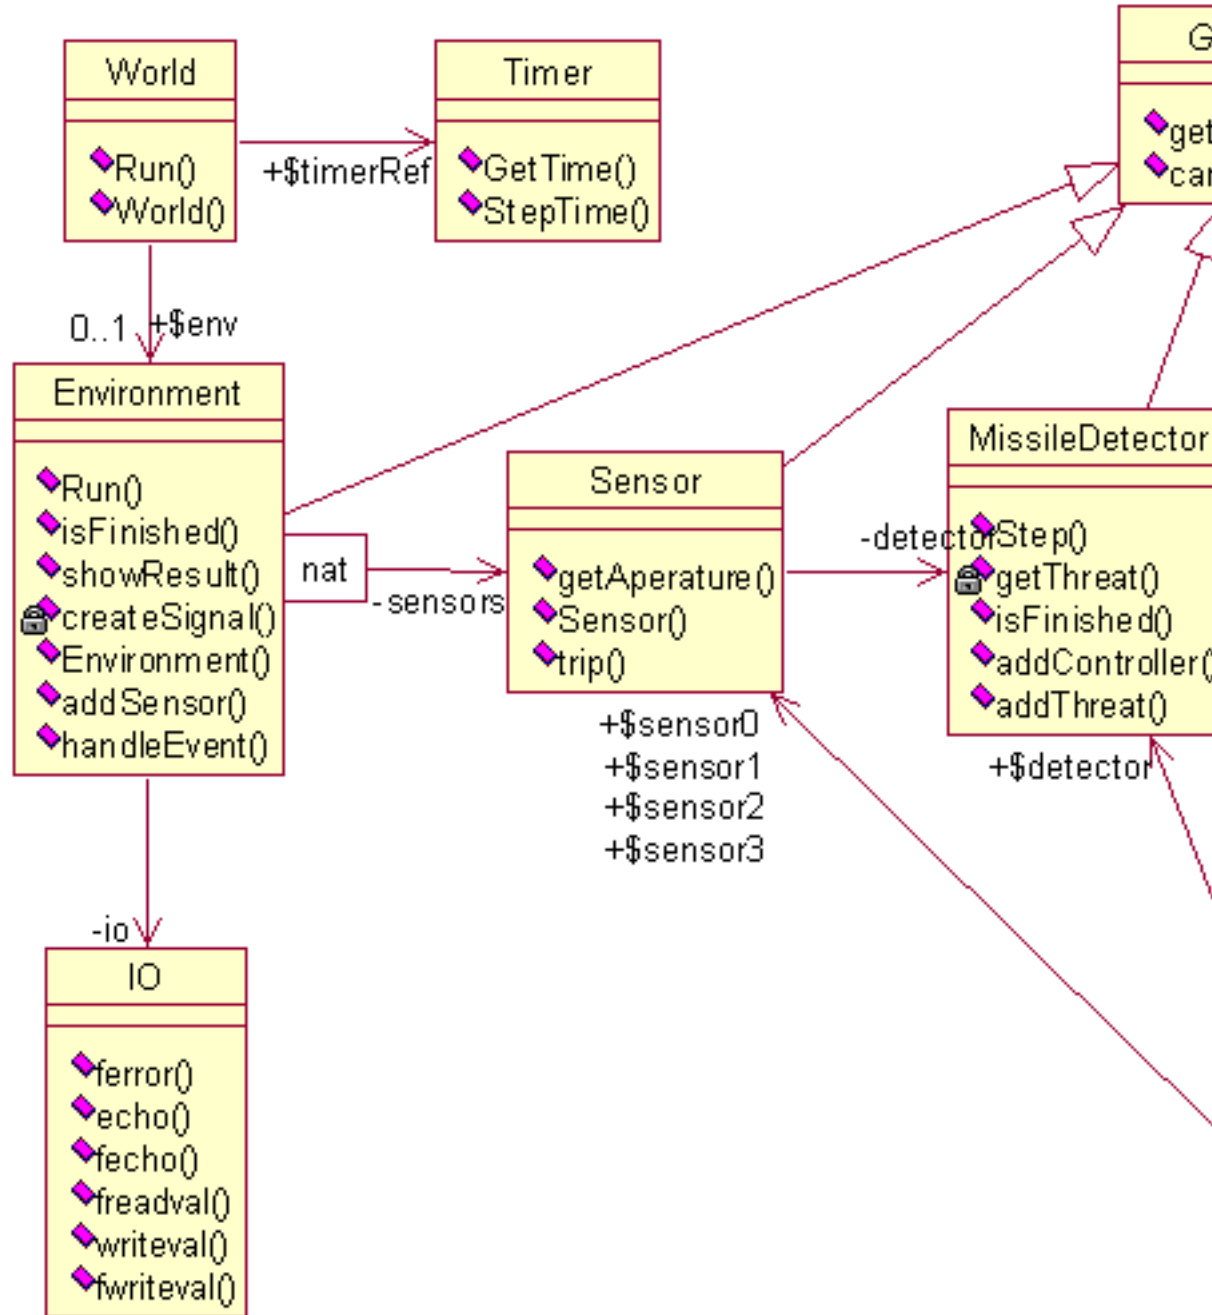 World
Run()
World()
+$timerRef
Timer
GetTime()
StepTime()
0..1
+$env
Environment
Run()
isFinished()
showResult()
createSignal()
Environment()
addSensor()
handleEvent()
nat
-sensors
Sensor
getAperature()
Sensor()
trip()
+$sensor0
+$sensor1
+$sensor2
+$sensor3
-detector
MissileDetector
Step()
getThreat()
isFinished()
addController()
addThreat()
+$detector
-io
IO
ferror()
echo()
fecho()
freadval()
writeval()
fwriteval()